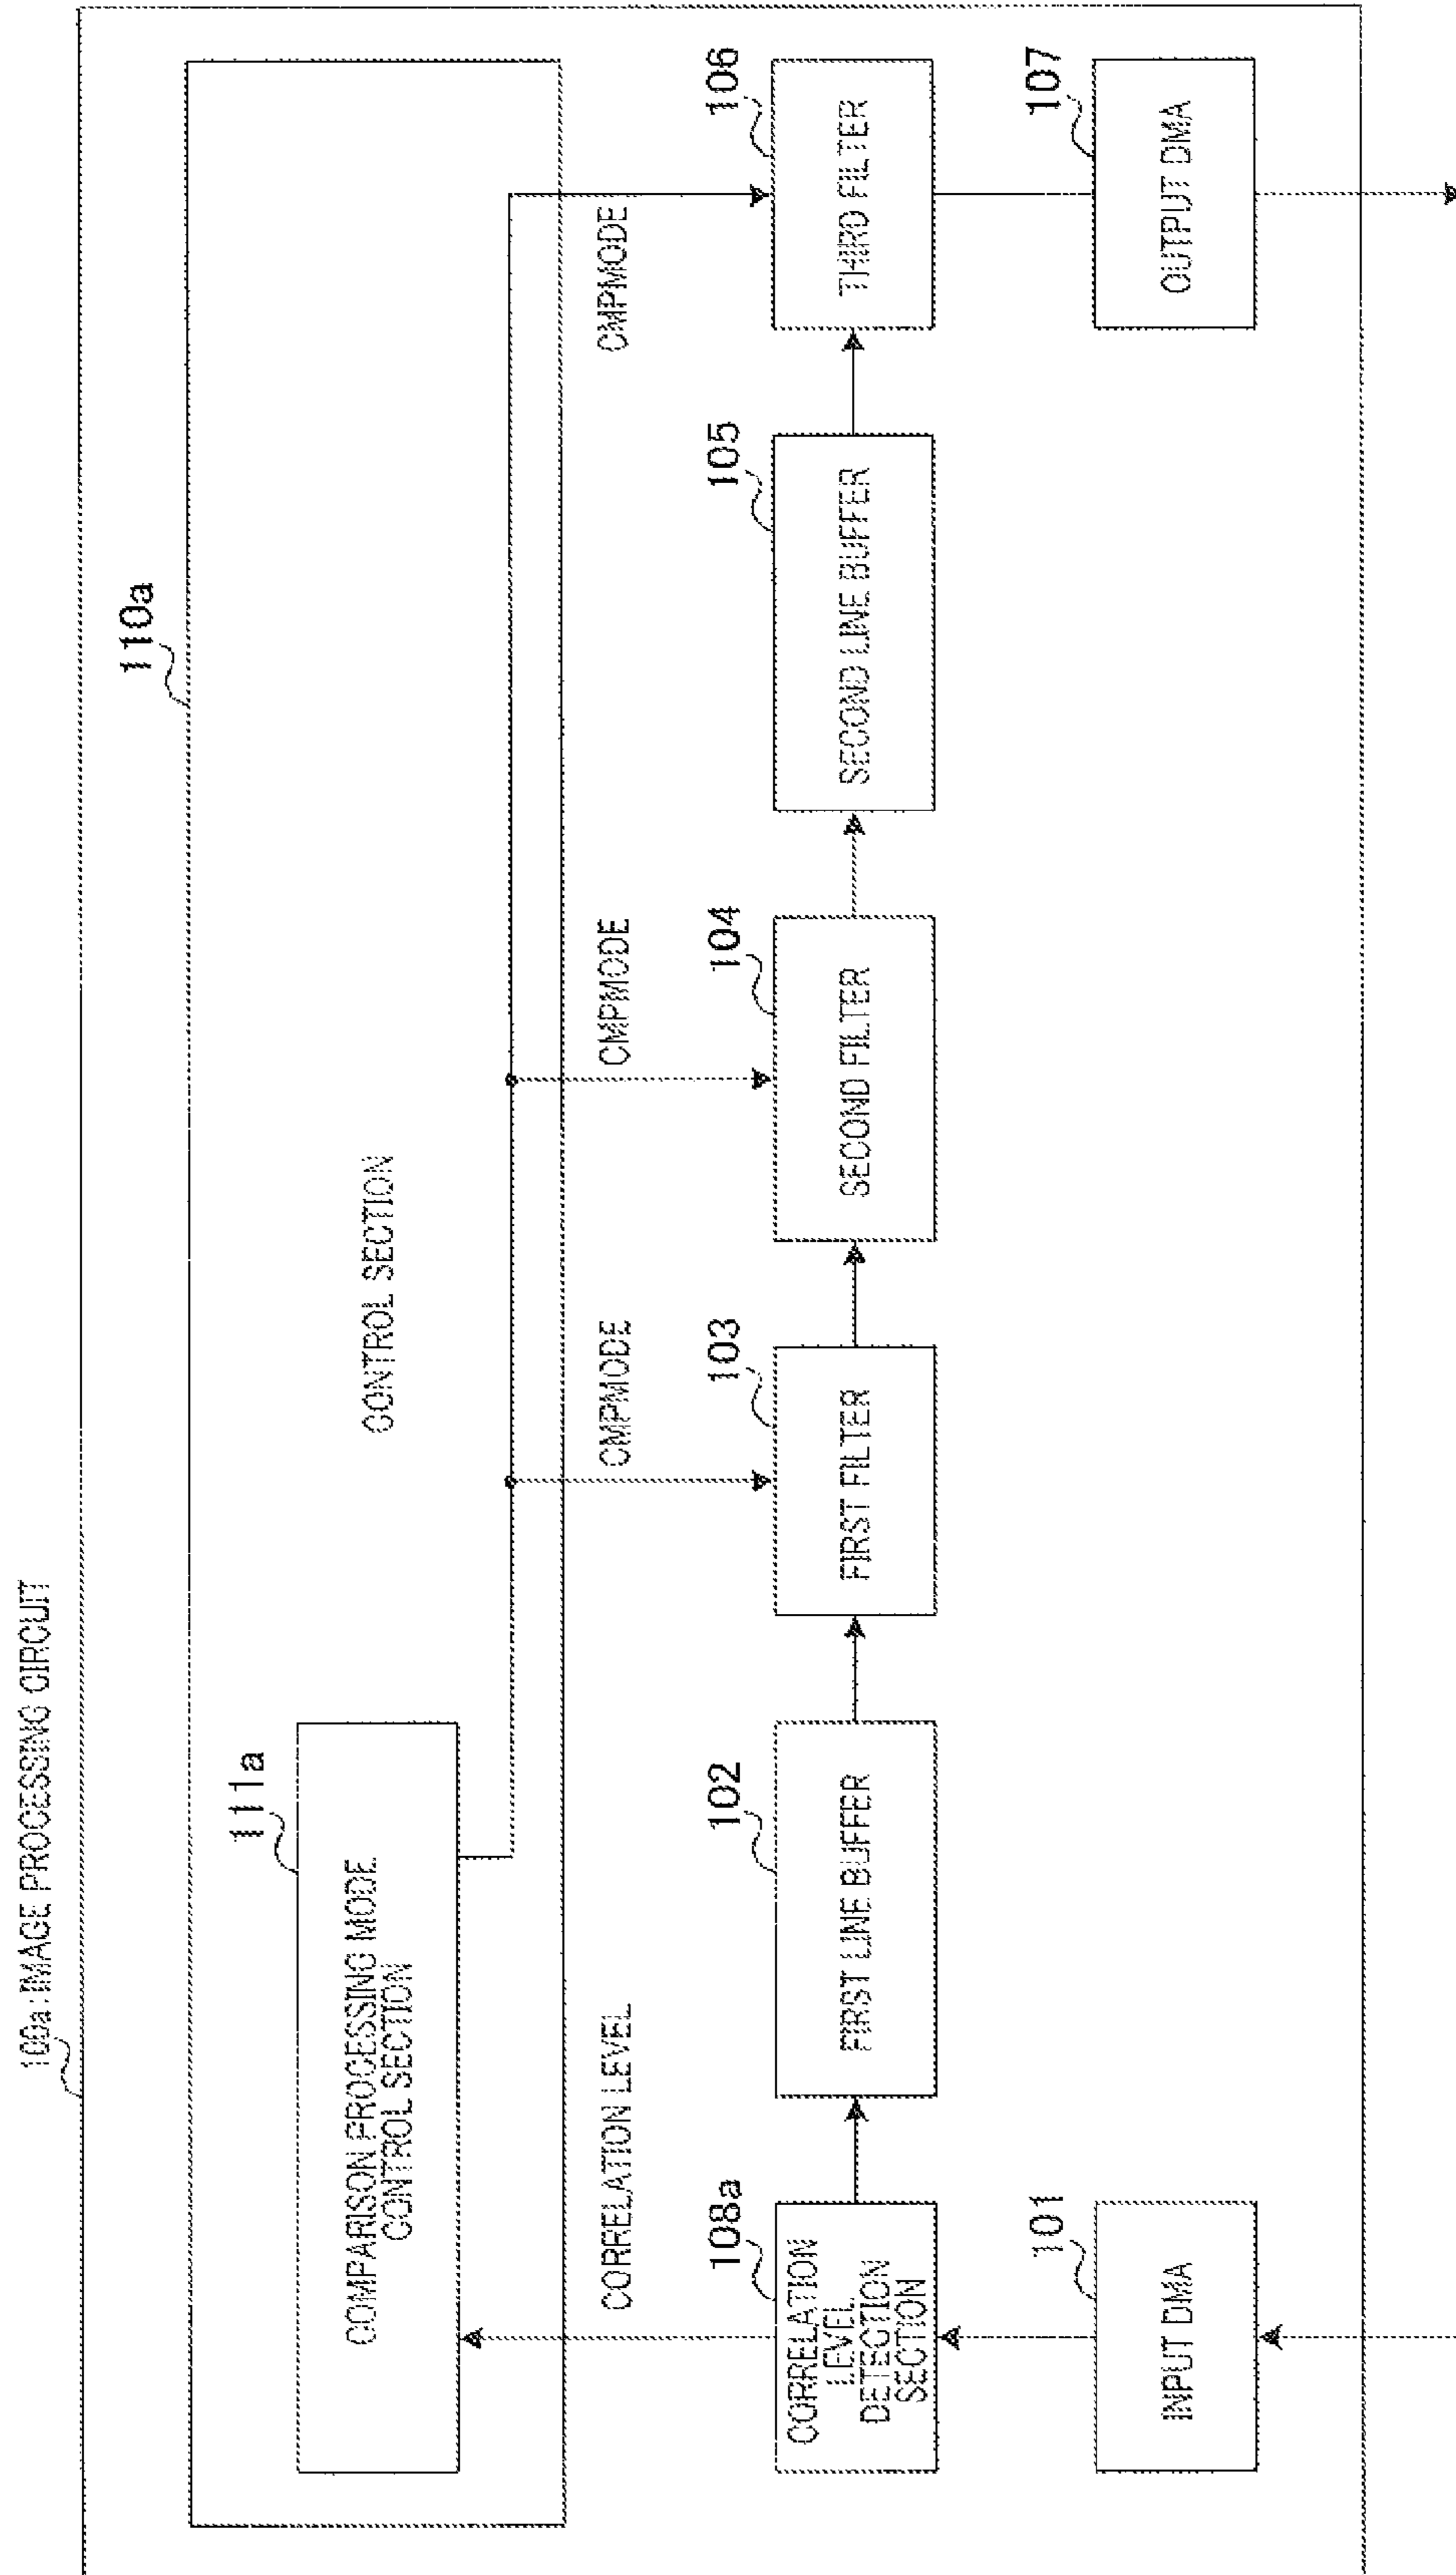 100a:IMAGE PROCESSING CIRCUIT
110a
111a
COMPARISON PROCESSING MODE
CONTROL SECTION
CONTROL SECTION
CORRELATION LEVEL
CMPMODE
CMPMODE
CMPMODE
108a
CORRELATION
LEVEL
DETECTION
SECTION
102
FIRST LINE BUFFER
103
FIRST FILTER
104
SECOND FILTER
105
SECOND LINE BUFFER
106
THIRD FILTER
101
INPUT DMA
107
OUTPUT DMA